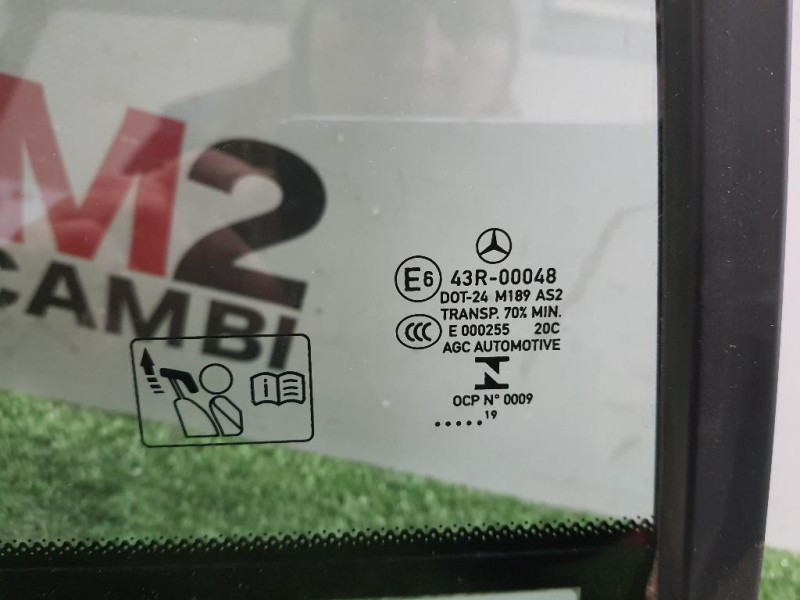 M2
CAMBI
E6 43R-00048
DOT-24 M189 AS2
TRANSP. 70% MIN.
CCC E 000255 20C
AGC AUTOMOTIVE
N
OCP N° 0009
.....19
i